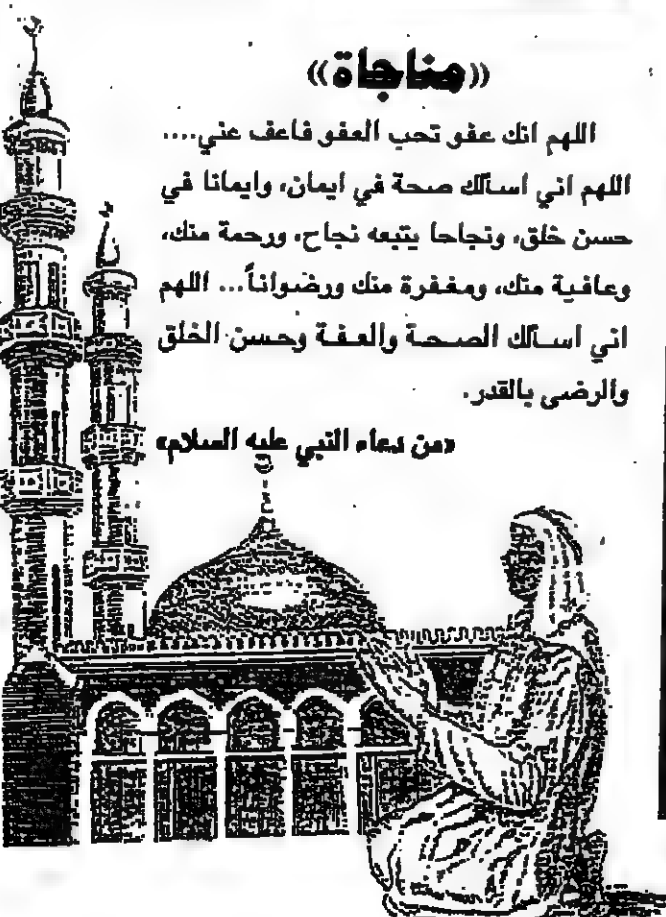 ((مناجاة))
اللهم انك عفو تحب العفو فاعف عني....
اللهم اني اسألك صحة في ايمان، وايمانا في
حسن خلق، ونجاحا يتبعه نجاح، ورحمة منك،
وعافية منك، ومغفرة منك ورضواناً... اللهم
اني اسألك الصحة والعفة وحسن الخلق
والرضى بالقدر.
«من دعاء النبي عليه السلام»